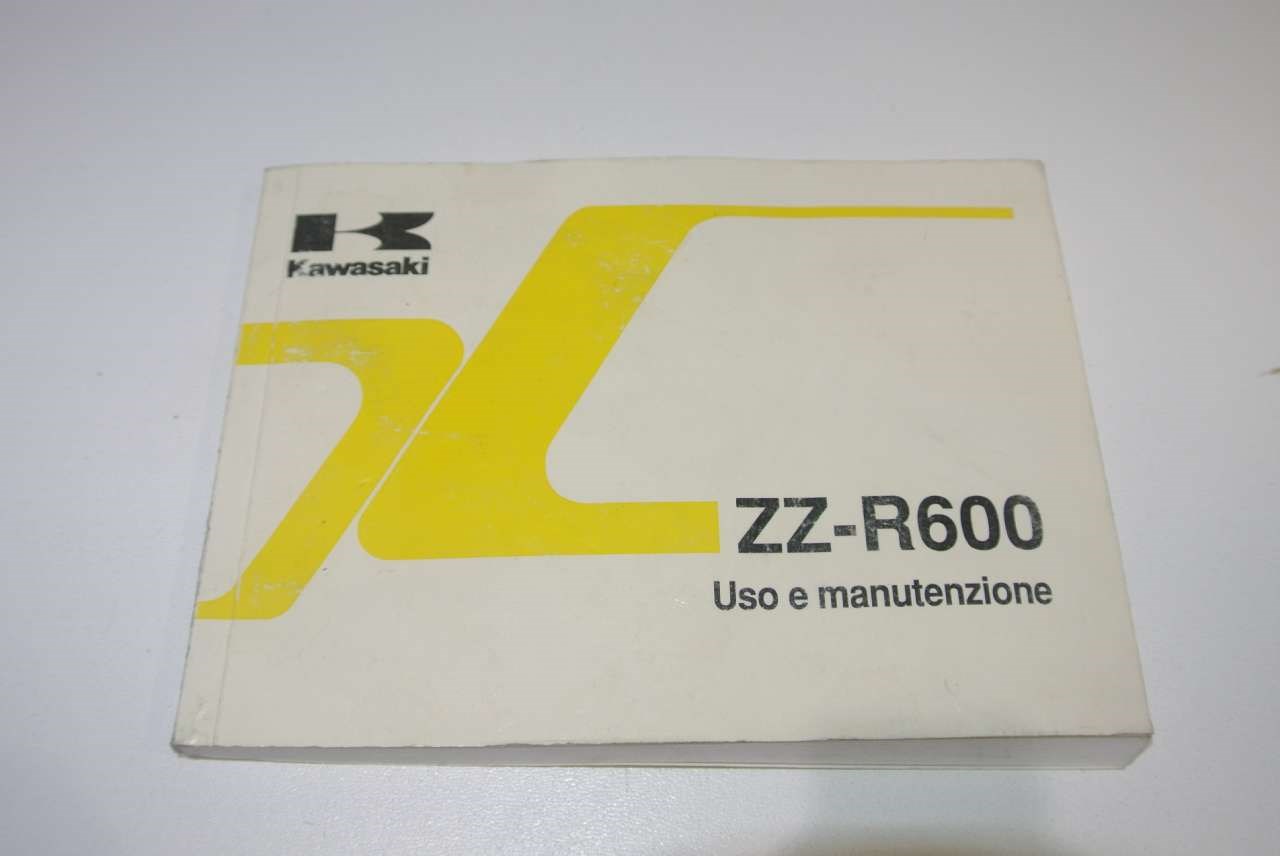 Kawasaki
ZZ-R600
Uso e manutenzione